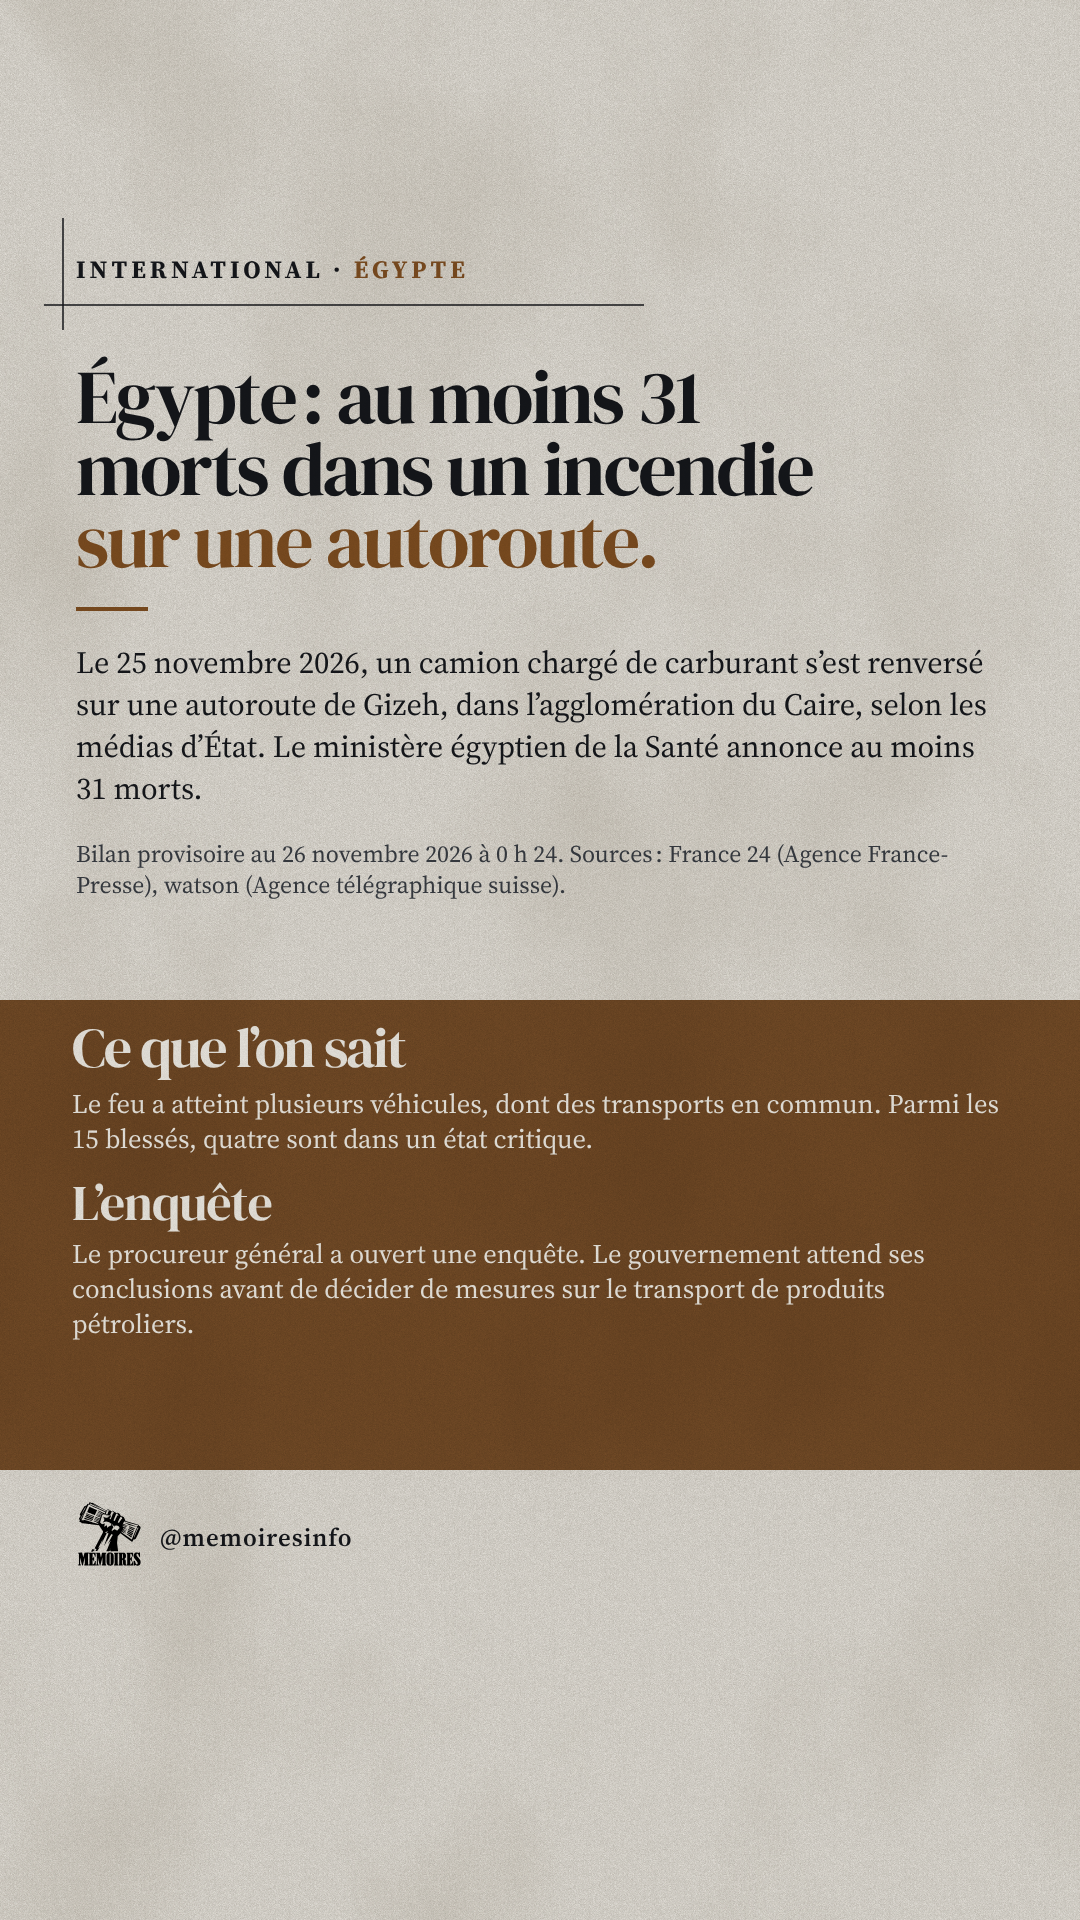 INTERNATIONAL · ÉGYPTE
Égypte : au moins 31
morts dans un incendie
sur une autoroute.
Le 25 novembre 2026, un camion chargé de carburant s’est renversé
sur une autoroute de Gizeh, dans l’agglomération du Caire, selon les
médias d’État. Le ministère égyptien de la Santé annonce au moins
31 morts.
Bilan provisoire au 26 novembre 2026 à 0 h 24. Sources : France 24 (Agence France-
Presse), watson (Agence télégraphique suisse).
Ce que l’on sait
Le feu a atteint plusieurs véhicules, dont des transports en commun. Parmi les
15 blessés, quatre sont dans un état critique.
L’enquête
Le procureur général a ouvert une enquête. Le gouvernement attend ses
conclusions avant de décider de mesures sur le transport de produits
pétroliers.
MÉMOIRES
@memoiresinfo